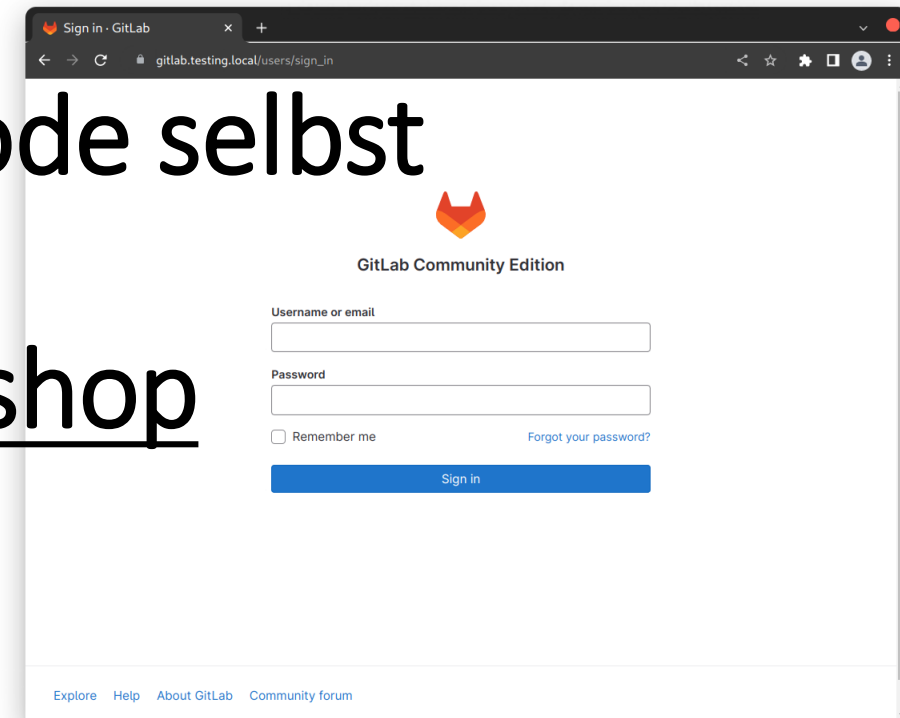 Sign in · GitLab
gitlab.testing.local/users/sign_in
ode selbst
GitLab Community Edition
Username or email
shop
Password
Remember me Forgot your password?
Sign in
Explore Help About GitLab Community forum